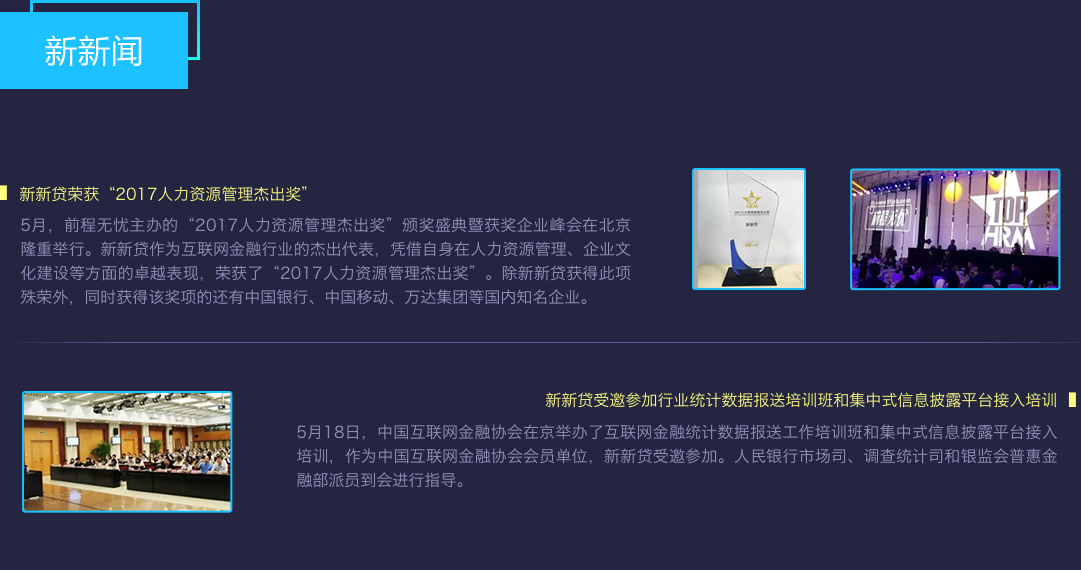 新新闻
新新贷荣获“2017人力资源管理杰出奖”
5月，前程无忧主办的“2017人力资源管理杰出奖”颁奖盛典暨获奖企业峰会在北京
隆重举行。新新贷作为互联网金融行业的杰出代表，凭借自身在人力资源管理、企业文
化建设等方面的卓越表现，荣获了“2017人力资源管理杰出奖”。除新新贷获得此项
殊荣外，同时获得该奖项的还有中国银行、中国移动、万达集团等国内知名企业。
TOP
HRM
新新贷受邀参加行业统计数据报送培训班和集中式信息披露平台接入培训
5月18日，中国互联网金融协会在京举办了互联网金融统计数据报送工作培训班和集中式信息披露平台接入
培训，作为中国互联网金融协会会员单位，新新贷受邀参加。人民银行市场司、调查统计司和银监会普惠金
融部派员到会进行指导。